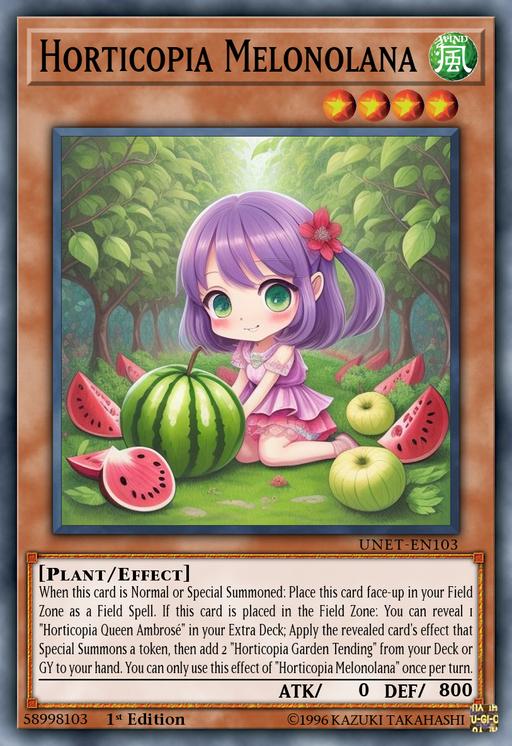 HORTICOPIA MELONOLANA
WIND
風
UNET-EN103
[PLANT/EFFECT]
When this card is Normal or Special Summoned: Place this card face-up in your Field
Zone as a Field Spell. If this card is placed in the Field Zone: You can reveal 1
"Horticopia Queen Ambrosé" in your Extra Deck; Apply the revealed card's effect that
Special Summons a token, then add 2 "Horticopia Garden Tending" from your Deck or
GY to your hand. You can only use this effect of "Horticopia Melonolana" once per turn.
ATK/ 0 DEF/ 800
58998103 1st Edition ©1996 KAZUKI TAKAHASHI